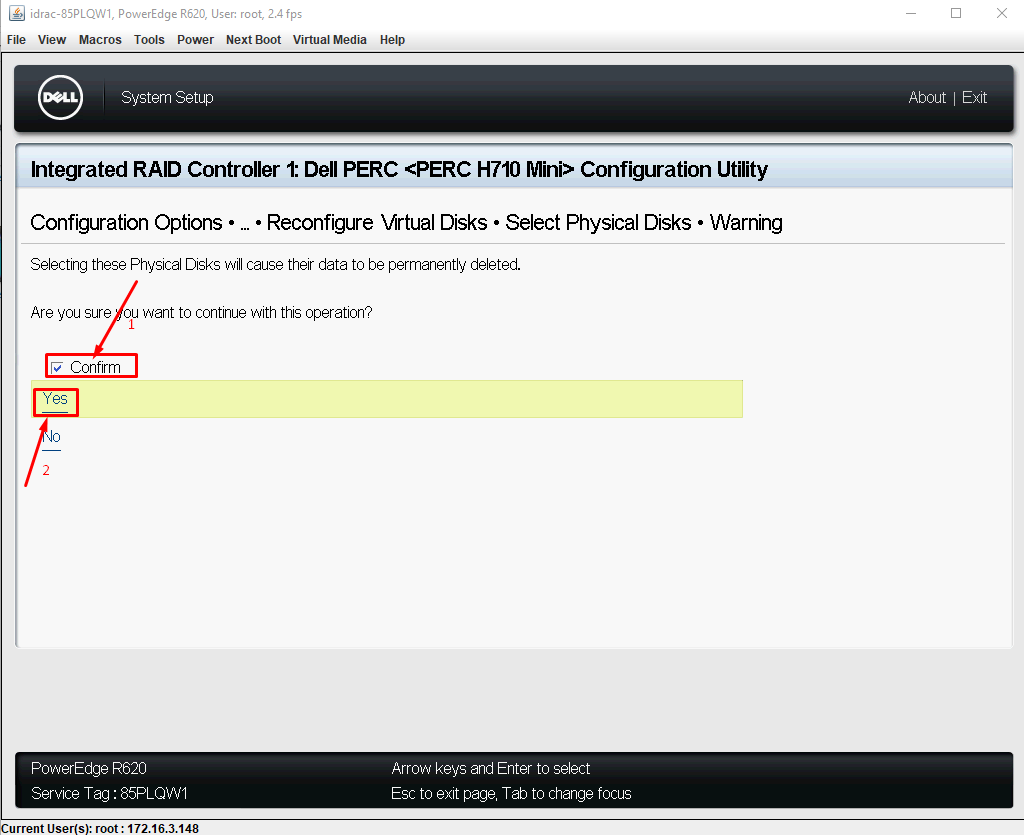 idrac-85PLQW1, PowerEdge R620, User: root, 2.4 fps
File View Macros Tools Power Next Boot Virtual Media Help
DELL System Setup About | Exit
Integrated RAID Controller 1: Dell PERC <PERC H710 Mini> Configuration Utility
Configuration Options • ... • Reconfigure Virtual Disks • Select Physical Disks • Warning
Selecting these Physical Disks will cause their data to be permanently deleted.
Are you sure you want to continue with this operation?
1
Confirm
Yes
No
2
PowerEdge R620 Arrow keys and Enter to select
Service Tag : 85PLQW1 Esc to exit page, Tab to change focus
Current User(s): root : 172.16.3.148